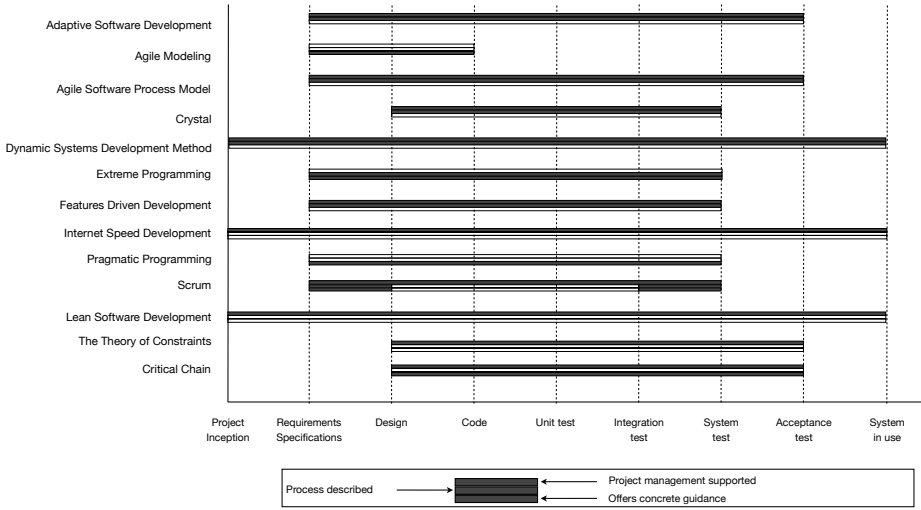 Adaptive Software Development
Agile Modeling
Agile Software Process Model
Crystal
Dynamic Systems Development Method
Extreme Programming
Features Driven Development
Internet Speed Development
Pragmatic Programming
Scrum
Lean Software Development
The Theory of Constraints
Critical Chain
Project Requirements Design Code Unit test Integration System Acceptance System
Inception Specifications test test test in use
Project management supported
Process described
Offers concrete guidance